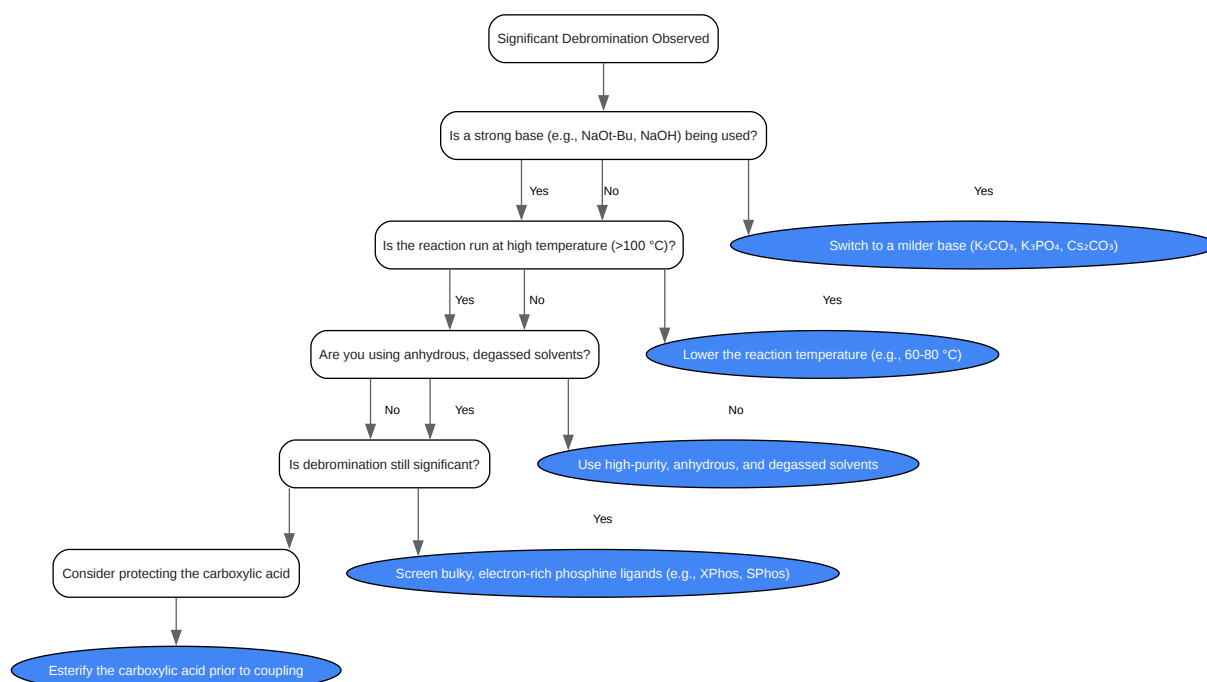 Significant Debromination Observed
Is a strong base (e.g., NaOt-Bu, NaOH) being used?
Yes
No
Yes
Is the reaction run at high temperature (>100 °C)?
Switch to a milder base (K₂CO₃, K₃PO₄, Cs₂CO₃)
Yes
No
Yes
Are you using anhydrous, degassed solvents?
Lower the reaction temperature (e.g., 60-80 °C)
No
Yes
No
Is debromination still significant?
Use high-purity, anhydrous, and degassed solvents
Yes
Consider protecting the carboxylic acid
Screen bulky, electron-rich phosphine ligands (e.g., XPhos, SPhos)
Esterify the carboxylic acid prior to coupling